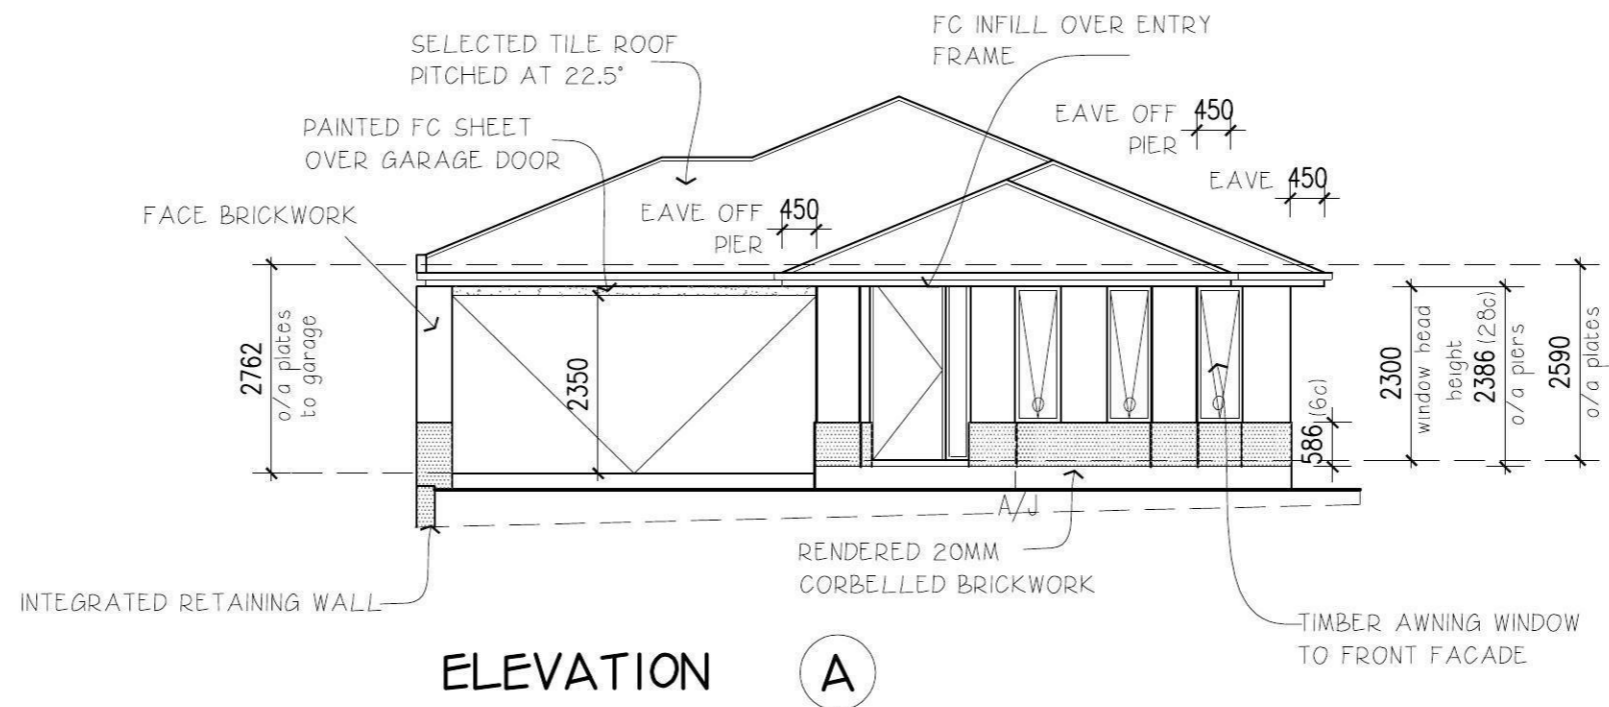 FC INFILL OVER ENTRY
FRAME
SELECTED TILE ROOF
PITCHED AT 22.5°
EAVE OFF 450
PIER
PAINTED FC SHEET
OVER GARAGE DOOR
EAVE 450
FACE BRICKWORK
EAVE OFF 450
PIER
2762
o/a plates
to garage
2350
586 (6c)
2300
window head
height
2386 (28c)
o/a piers
2590
o/a plates
A/J
RENDERED 20MM
CORBELLED BRICKWORK
INTEGRATED RETAINING WALL
TIMBER AWNING WINDOW
TO FRONT FACADE
ELEVATION A